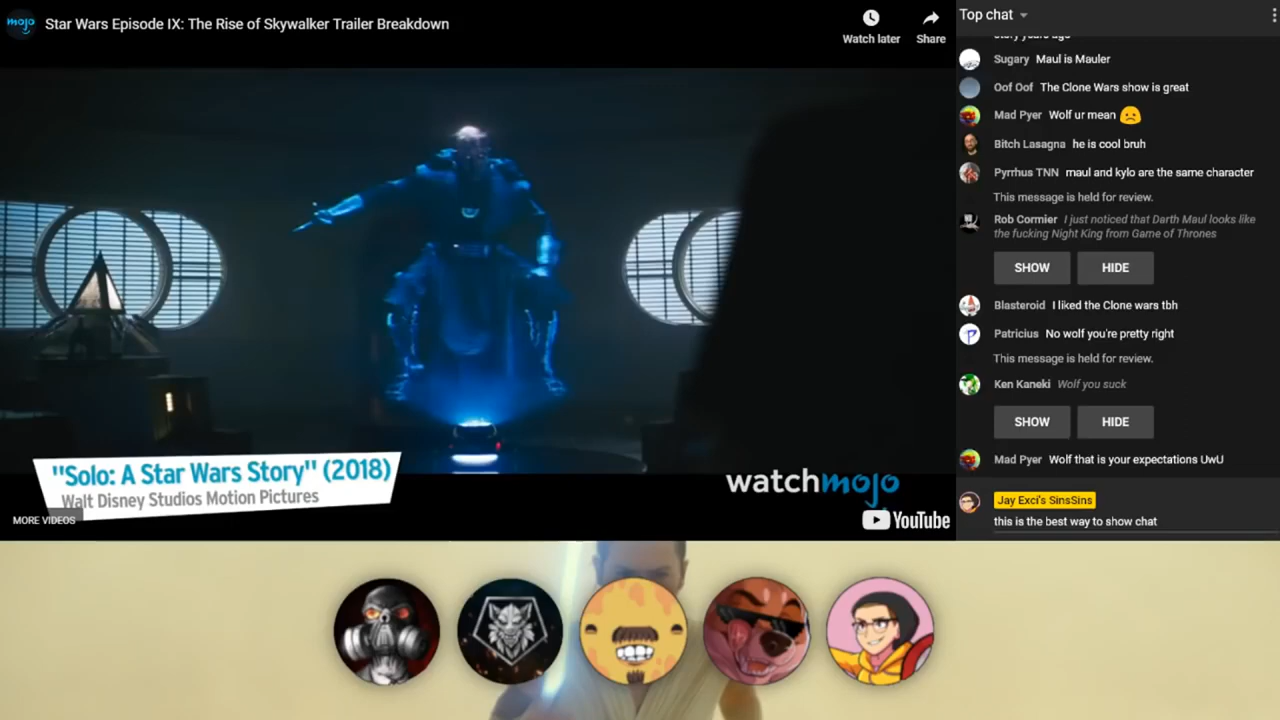 mojo
Star Wars Episode IX: The Rise of Skywalker Trailer Breakdown
Watch later
Share
"Solo: A Star Wars Story" (2018)
Walt Disney Studios Motion Pictures
MORE VIDEOS
watchmojo
YouTube
Top chat
story years ago
Sugary Maul is Mauler
Oof Oof The Clone Wars show is great
Mad Pyer Wolf ur mean
Bitch Lasagna he is cool bruh
Pyrrhus TNN maul and kylo are the same character
This message is held for review.
Rob Cormier I just noticed that Darth Maul looks like
the fucking Night King from Game of Thrones
SHOW HIDE
Blasteroid I liked the Clone wars tbh
Patricius No wolf you're pretty right
This message is held for review.
Ken Kaneki Wolf you suck
SHOW HIDE
Mad Pyer Wolf that is your expectations UwU
Jay Exci's SinsSins
this is the best way to show chat